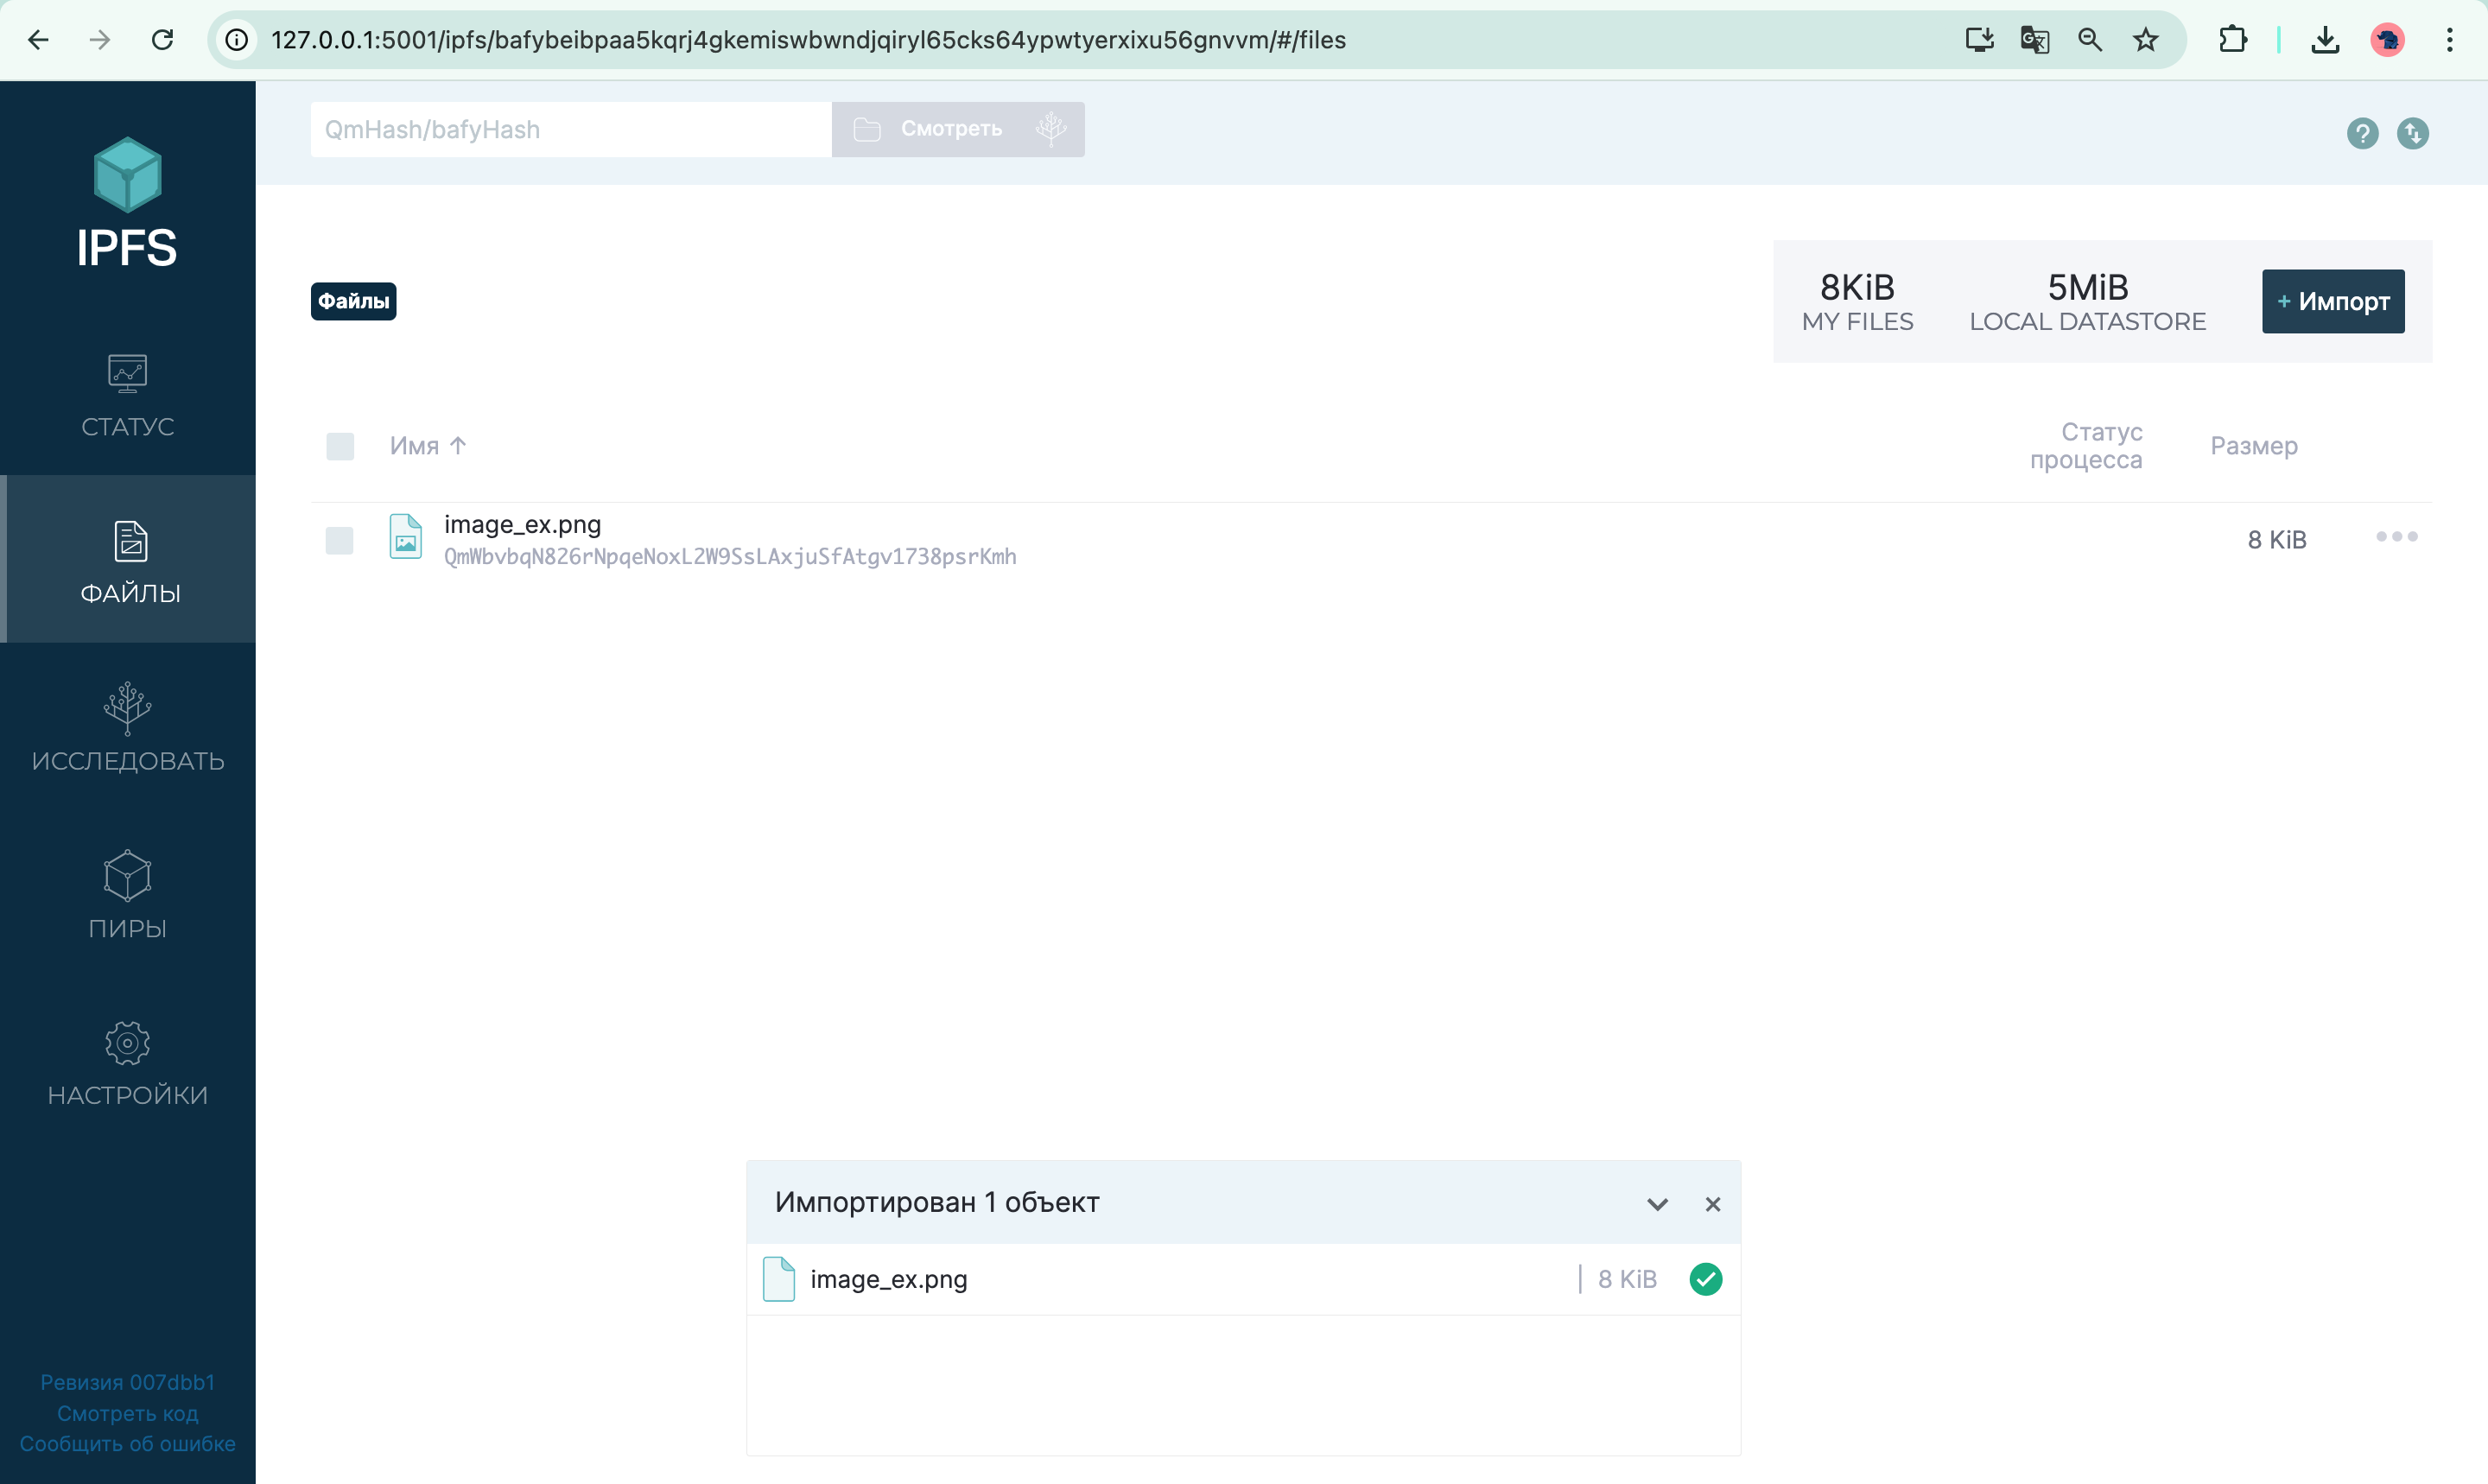 127.0.0.1:5001/ipfs/bafybeibpaa5kqrj4gkemiswbwndjqiryl65cks64ypwtyerxixu56gnvvm/#/files
QmHash/bafyHash
Смотреть
IPFS
Файлы
8KiB
MY FILES
5MiB
LOCAL DATASTORE
+ Импорт
СТАТУС
ФАЙЛЫ
ИССЛЕДОВАТЬ
ПИРЫ
НАСТРОЙКИ
Имя ↑
Статус
процесса
Размер
image_ex.png
QmWbvbqN826rNpqeNoxL2W9SsLAxjuSfAtgv1738psrKmh
8 KiB
Импортирован 1 объект
image_ex.png
8 KiB
Ревизия 007dbb1
Смотреть код
Сообщить об ошибке